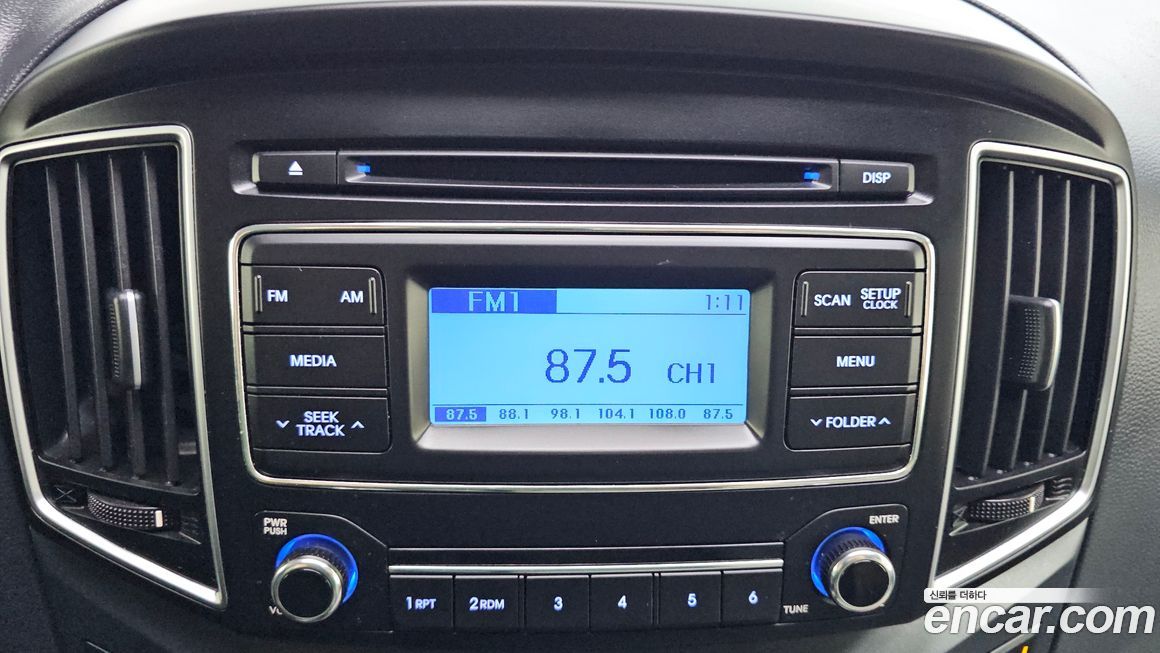 DISP
FM AM
FM1 1:11
SCAN SETUP CLOCK
MEDIA
87.5 CH1
MENU
SEEK TRACK
87.5 88.1 98.1 104.1 108.0 87.5
FOLDER
PWR PUSH
ENTER
1 RPT 2 RDM 3 4 5 6
VO
TUNE
신뢰를 더하다
encar.com